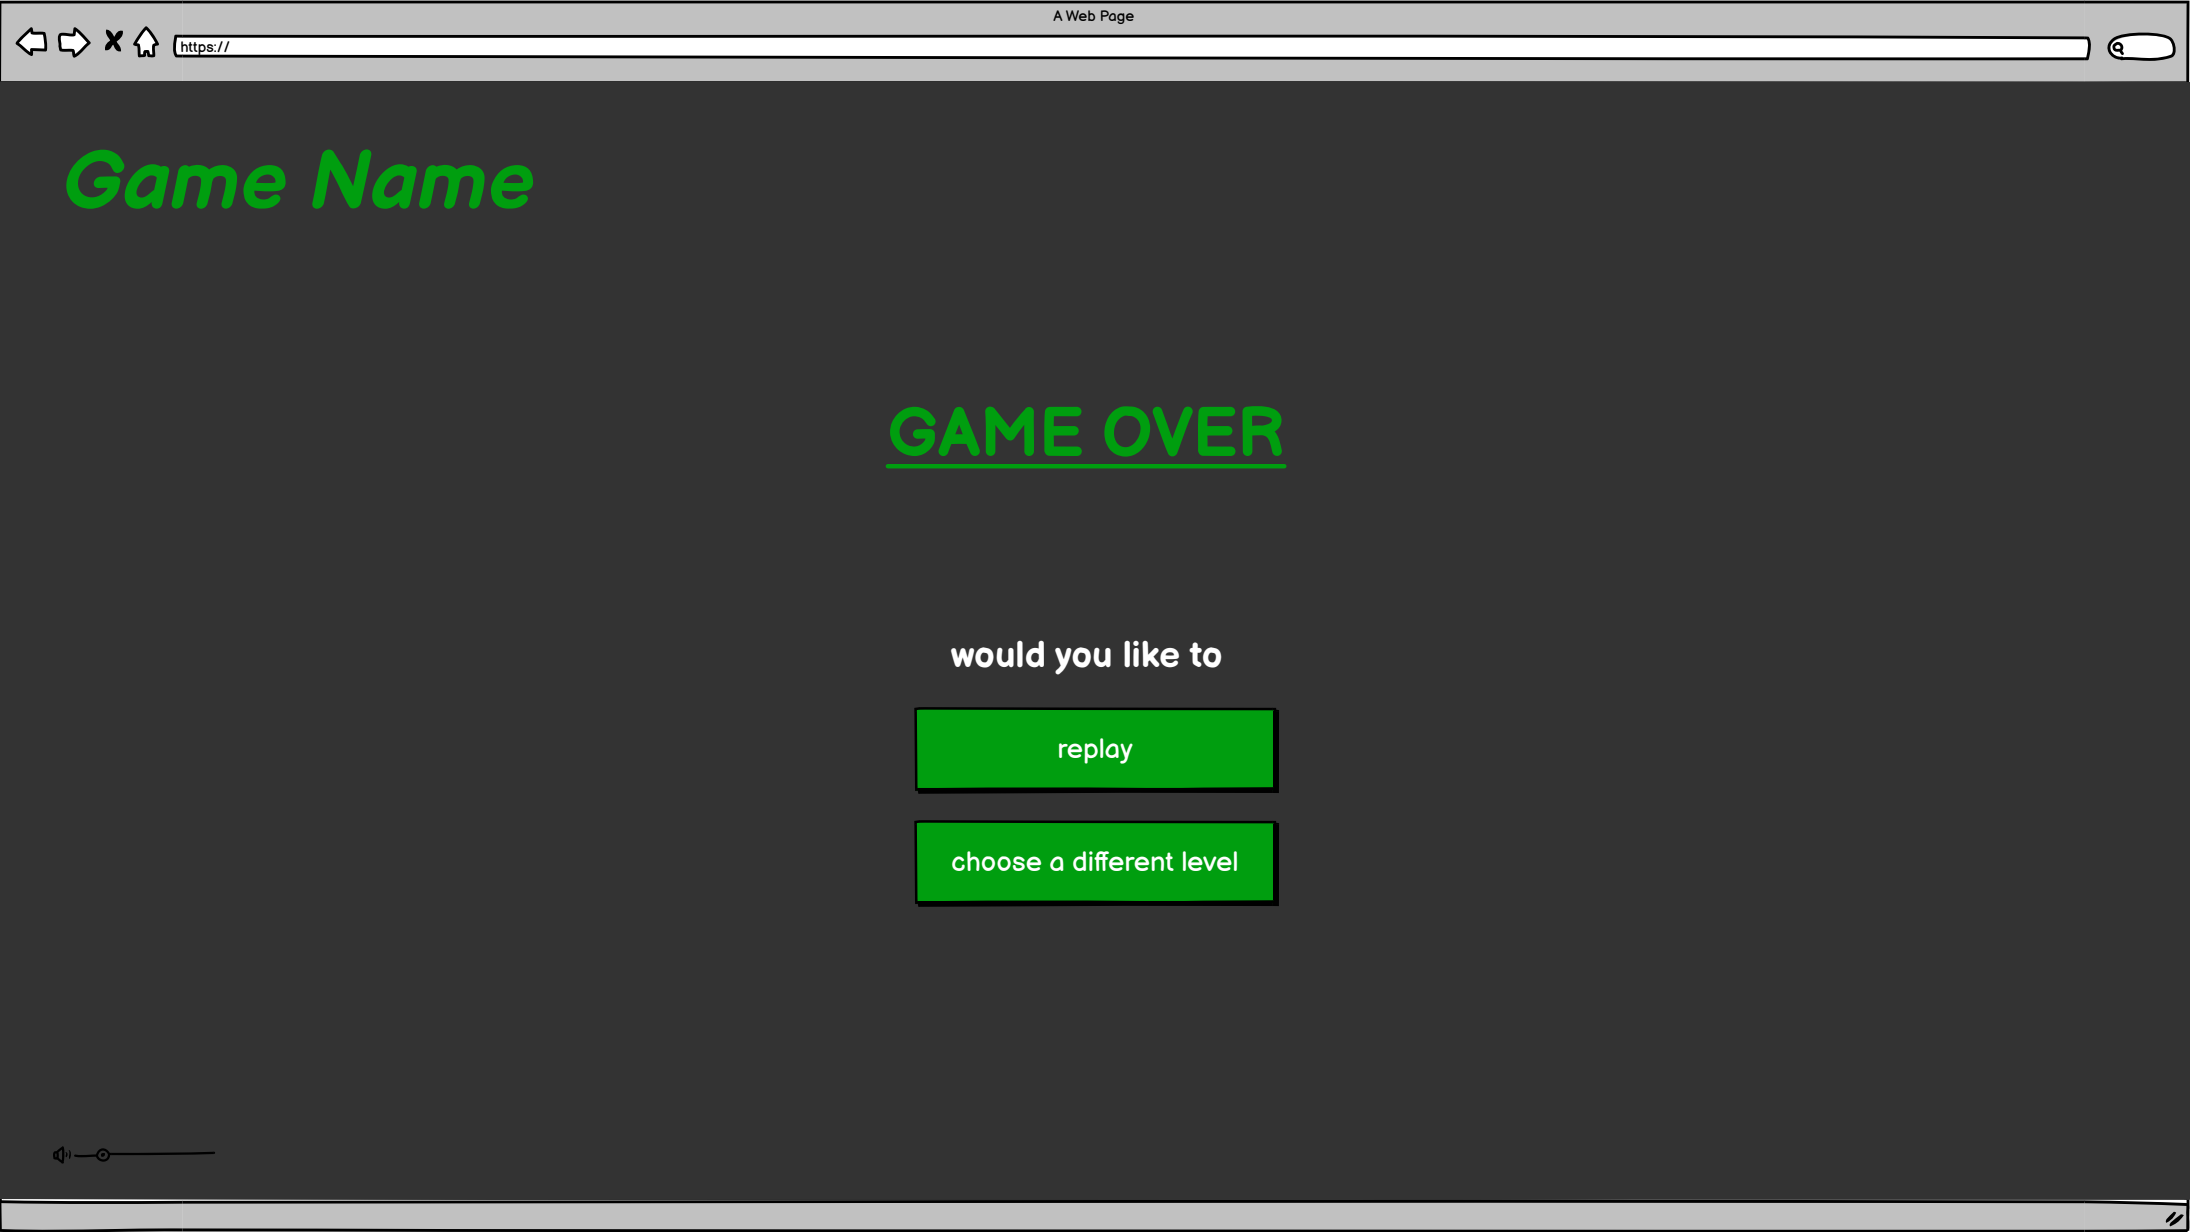 A Web Page
https://
Game Name
GAME OVER
would you like to
replay
choose a different level